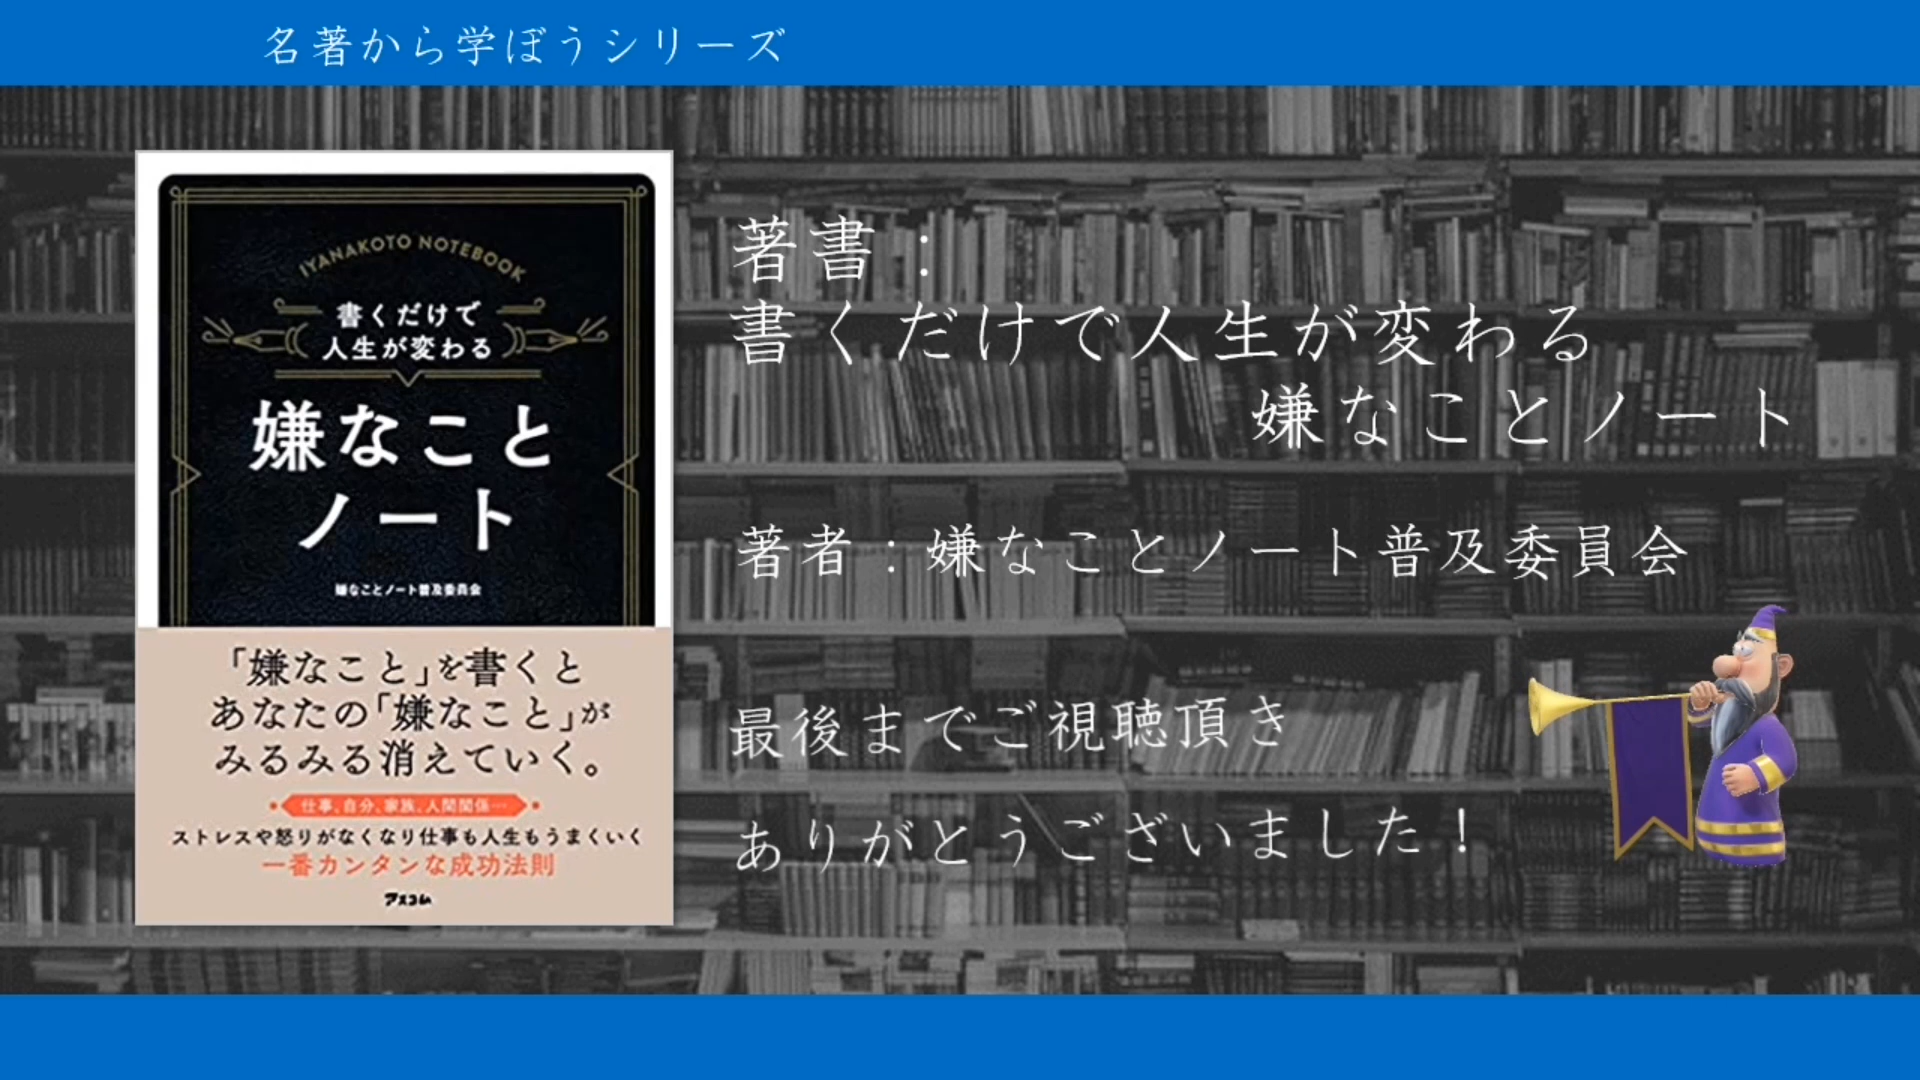 名著から学ぼうシリーズ
IYANAKOTO NOTEBOOK
書くだけで
人生が変わる
嫌なこと
ノート
嫌なことノート普及委員会
「嫌なこと」を書くと
あなたの「嫌なこと」が
みるみる消えていく。
仕事、自分、家族、人間関係…
ストレスや怒りがなくなり仕事も人生もうまくいく
一番カンタンな成功法則
アスコム
著書：
書くだけで人生が変わる
嫌なことノート
著者：嫌なことノート普及委員会
最後までご視聴頂き
ありがとうございました！